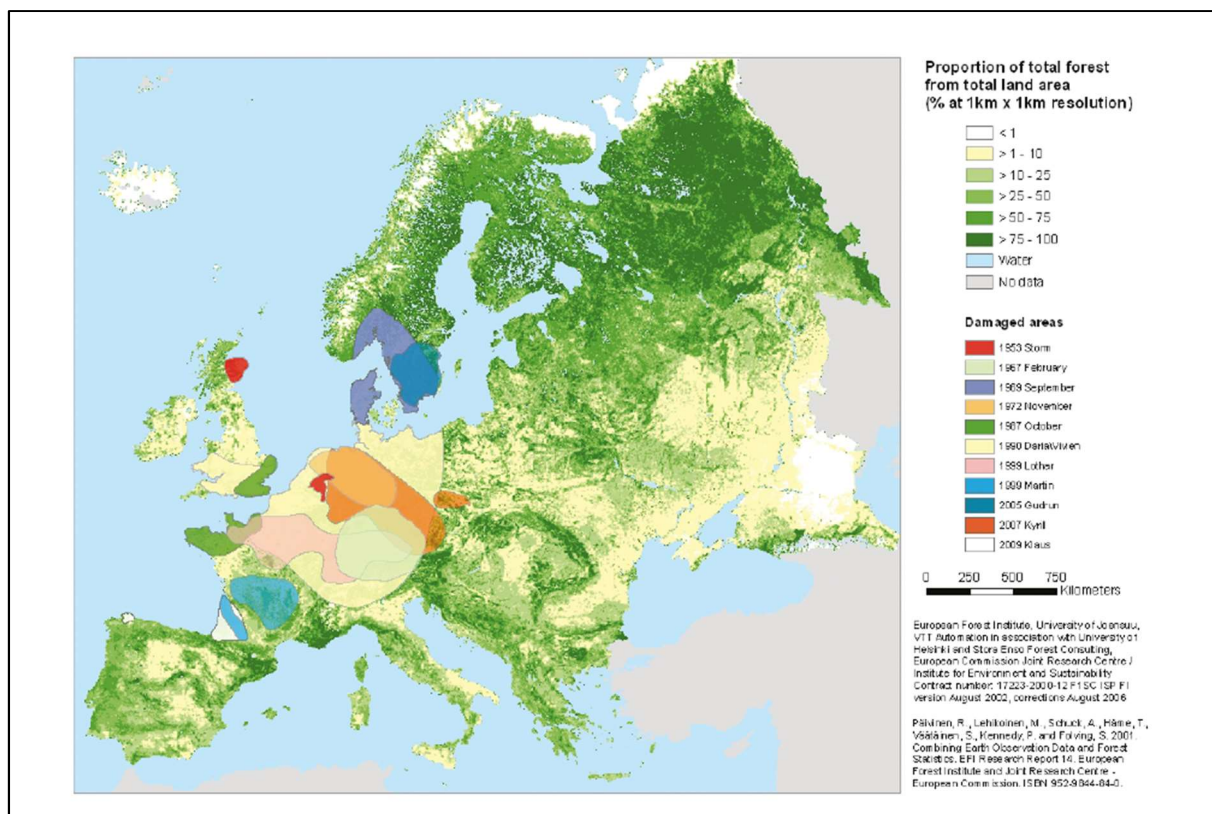 Proportion of total forest
from total land area
(% at 1km x 1km resolution)
< 1
> 1 - 10
> 10 - 25
> 25 - 50
> 50 - 75
> 75 - 100
Water
No data
Damaged areas
1953 Storm
1967 February
1969 September
1972 November
1987 October
1990 Daria/Vivien
1999 Lothar
1999 Martin
2005 Gudrun
2007 Kyrill
2009 Klaus
0 250 500 750
Kilometers
European Forest Institute, University of Joensuu,
VTT Automation in association with University of
Helsinki and Stora Enso Forest Consulting,
European Commission Joint Research Centre /
Institute for Environment and Sustainability
Contract number: 17223-2000-12 F1SC ISP FI
version August 2002, corrections August 2006
Päivinen, R., Lehikoinen, M., Schuck, A., Häme, T.,
Väätäinen, S., Kennedy, P. and Folving, S. 2001.
Combining Earth Observation Data and Forest
Statistics. EFI Research Report 14. European
Forest Institute and Joint Research Centre -
European Commission. ISBN 952-9844-84-0.